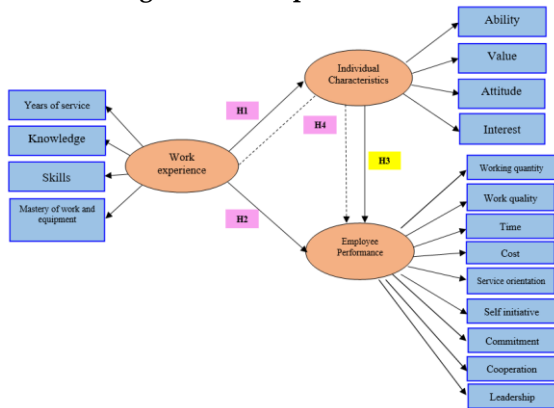 Ability
Individual
Characteristics
Value
Years of service
Attitude
H1
H4
Knowledge
Interest
Work
experience
H3
Skills
Working quantity
Mastery of work and
equipment
Work quality
H2
Time
Employee
Performance
Cost
Service orientation
Self initiative
Commitment
Cooperation
Leadership